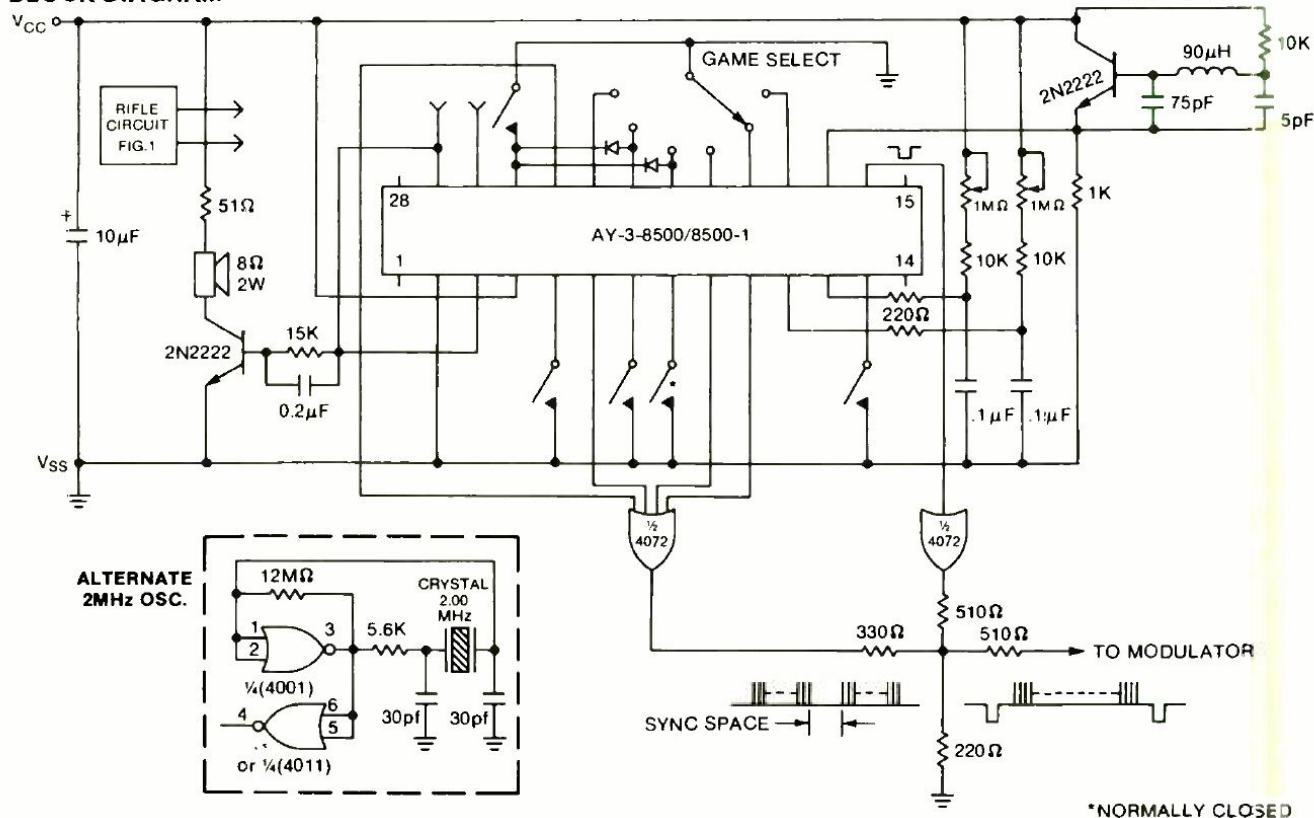 VCC
RIFLE
CIRCUIT
FIG.1
GAME SELECT
2N2222
90μH
10K
75pF
5pF
28
15
AY-3-8500/8500-1
1
14
51Ω
10μF
+
8Ω
2W
1MΩ
1MΩ
1K
10K
10K
220Ω
15K
2N2222
0.2μF
*
.1μF
.1μF
VSS
½
4072
½
4072
ALTERNATE
2MHz OSC.
12MΩ
CRYSTAL
2.00
MHz
1
2
3
5.6K
¼(4001)
4
6
5
30pf
30pf
or ¼(4011)
510Ω
330Ω
510Ω
TO MODULATOR
SYNC SPACE
220Ω
*NORMALLY CLOSED